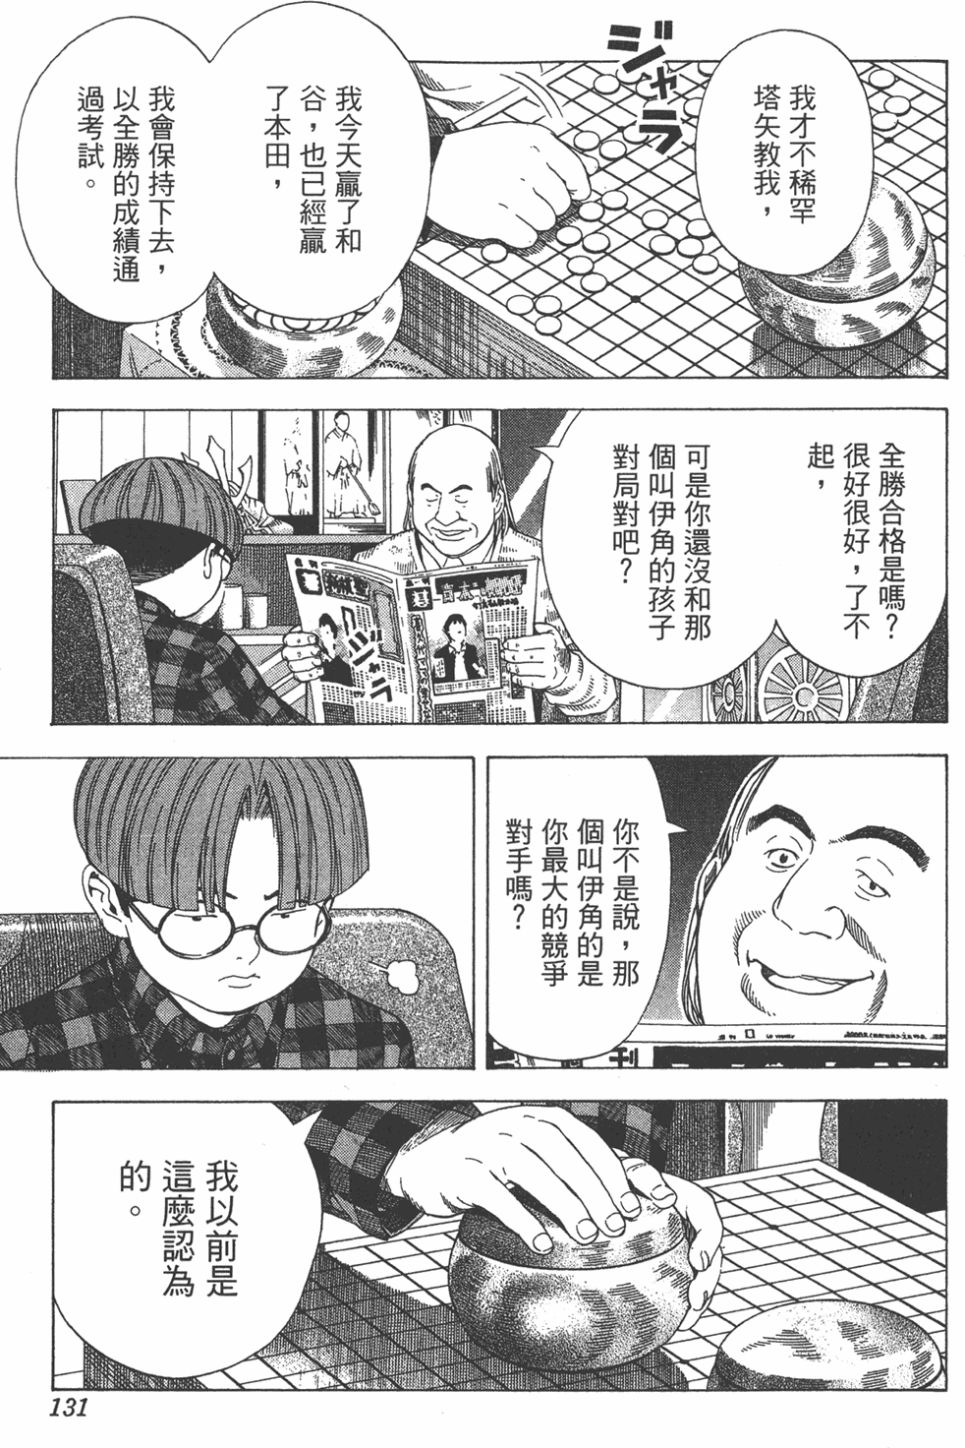 ジャラ
我才不稀罕
塔矢教我，
我今天贏了和
谷，也已經贏
了本田，
我會保持下去，
以全勝的成績通
過考試。
全勝合格是嗎？
很好很好，了不
起，
可是你還沒和那
個叫伊角的孩子
對局對吧？
ジャラ
你不是說，那
個叫伊角的是
你最大的競爭
對手嗎？
刊
我以前是
這麼認為
的。
131